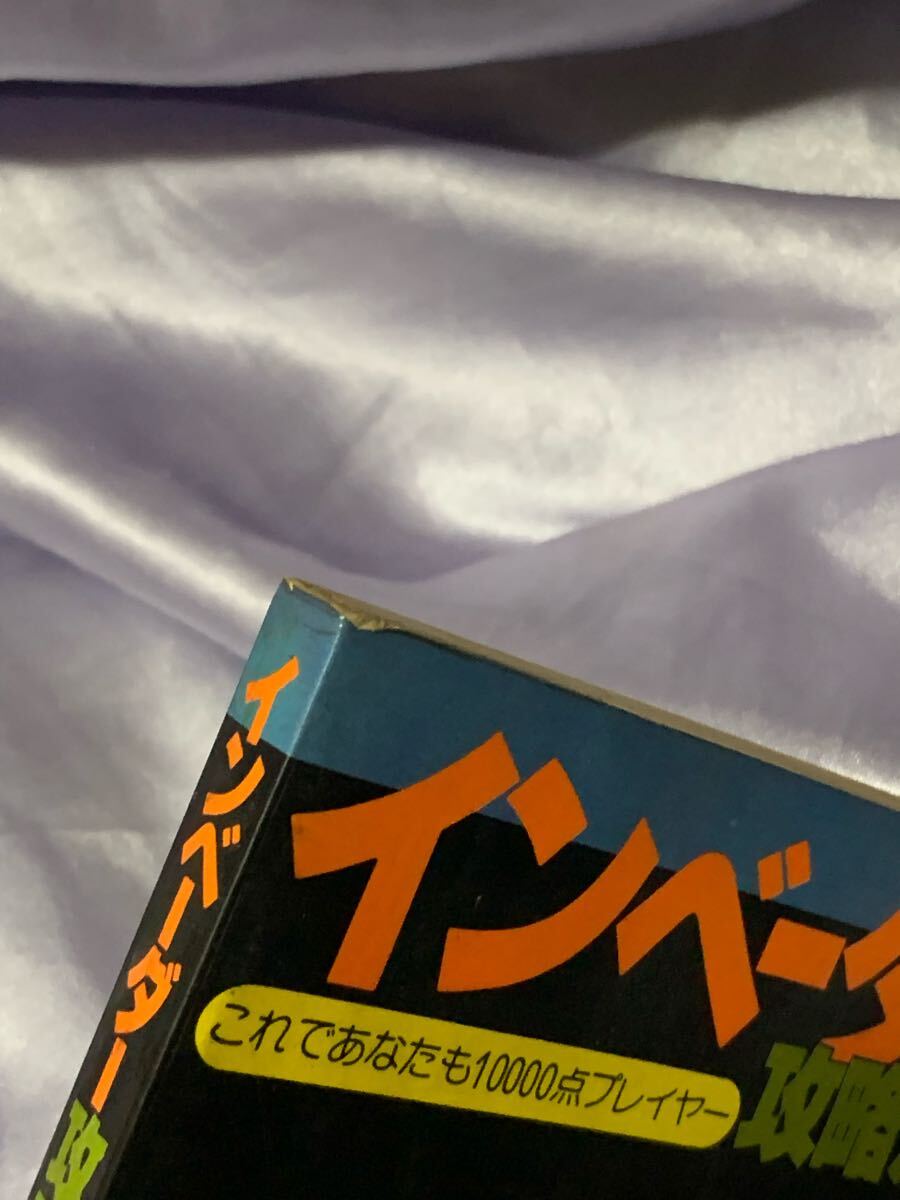 インベーダー
攻
インベーダ
これであなたも10000点プレイヤー
攻略